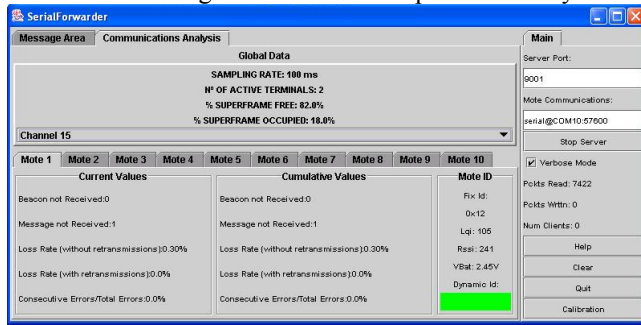 SerialForwarder
Message Area Communications Analysis
Global Data
SAMPLING RATE: 100 ms
Nº OF ACTIVE TERMINALS: 2
% SUPERFRAME FREE: 82.0%
% SUPERFRAME OCCUPIED: 18.0%
Channel 15
Mote 1 Mote 2 Mote 3 Mote 4 Mote 5 Mote 6 Mote 7 Mote 8 Mote 9 Mote 10
Current Values
Beacon not Received:0
Message not Received:1
Loss Rate (without retransmissions):0.30%
Loss Rate (with retransmissions):0.0%
Consecutive Errors/Total Errors:0.0%
Cumulative Values
Beacon not Received:0
Message not Received:1
Loss Rate (without retransmissions):0.30%
Loss Rate (with retransmissions):0.0%
Consecutive Errors/Total Errors:0.0%
Mote ID
Fix Id:
0x12
Lqi: 105
Rssi: 241
VBat: 2.45V
Dynamic Id:
Main
Server Port:
9001
Mote Communications:
serial@COM10:57600
Stop Server
Verbose Mode
Pckts Read: 7422
Pckts Wrttn: 0
Num Clients: 0
Help
Clear
Quit
Calibration